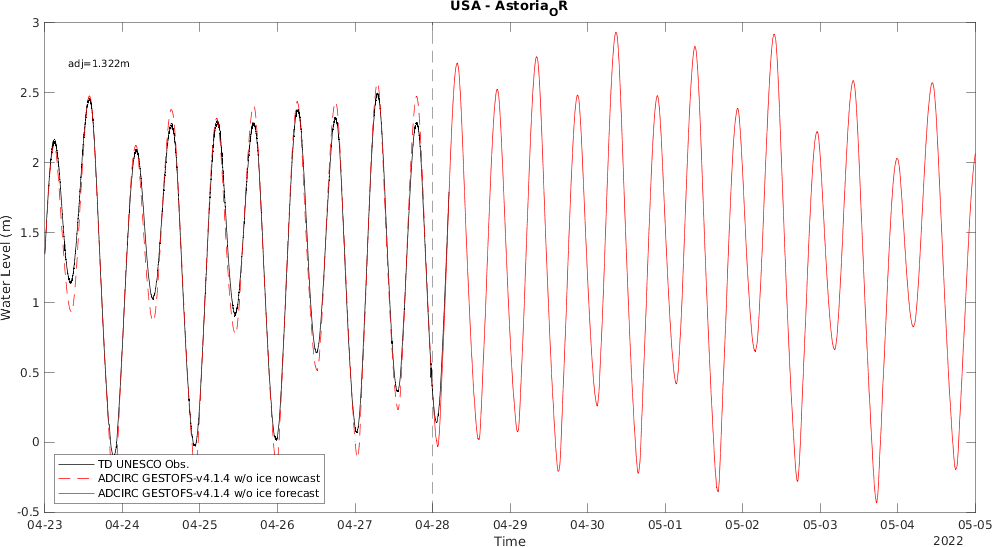 USA - Astoria_OR
adj=1.322m
Water Level (m)
3
2.5
2
1.5
1
0.5
0
-0.5
TD UNESCO Obs.
ADCIRC GESTOFS-v4.1.4 w/o ice nowcast
ADCIRC GESTOFS-v4.1.4 w/o ice forecast
04-23 04-24 04-25 04-26 04-27 04-28 04-29 04-30 05-01 05-02 05-03 05-04 05-05
Time
2022